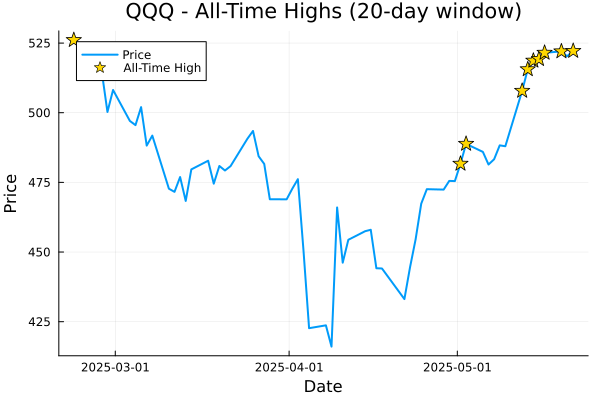 QQQ - All-Time Highs (20-day window)
Price
All-Time High
525
500
475
450
425
Price
2025-03-01
2025-04-01
2025-05-01
Date